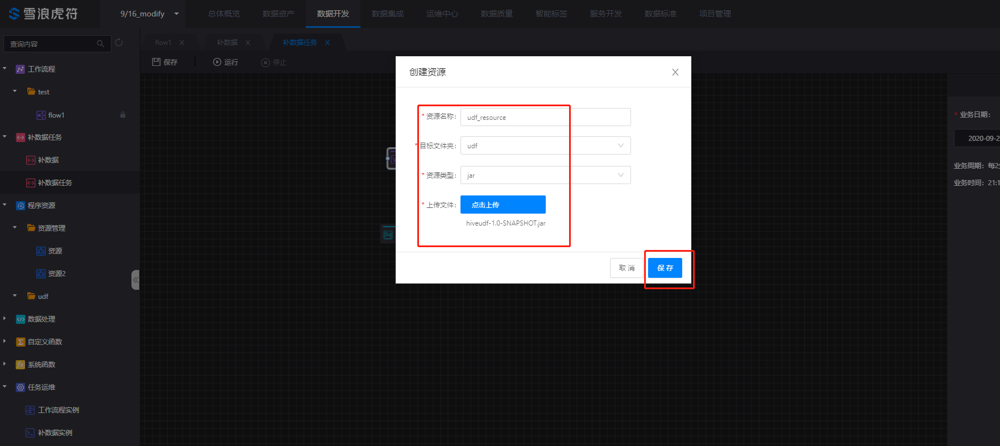 雪浪虎符
9/16_modify
总体概览
数据资产
数据开发
数据集成
运维中心
数据质量
智能标签
服务开发
数据标准
项目管理
查询内容
flow1 X
补数据 X
补数据任务 X
保存
运行
停止
工作流程
test
flow1
补数据任务
补数据
补数据任务
程序资源
资源管理
资源
资源2
udf
数据处理
自定义函数
系统函数
任务运维
工作流程实例
补数据实例
创建资源
* 资源名称: udf_resource
* 目标文件夹: udf
* 资源类型: jar
* 上传文件: 点击上传
hiveudf-1.0-SNAPSHOT.jar
取 消
保 存
Sq
* 业务日期:
2020-09-2
业务周期: 每2
业务时间: 21:1